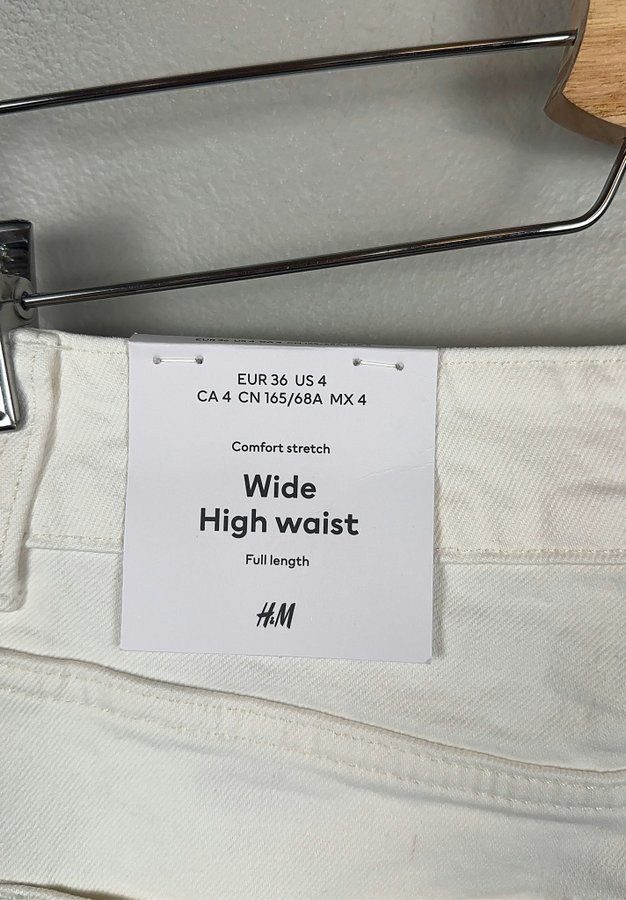 EUR 36 US 4
CA 4 CN 165/68A MX 4
Comfort stretch
Wide
High waist
Full length
H&M